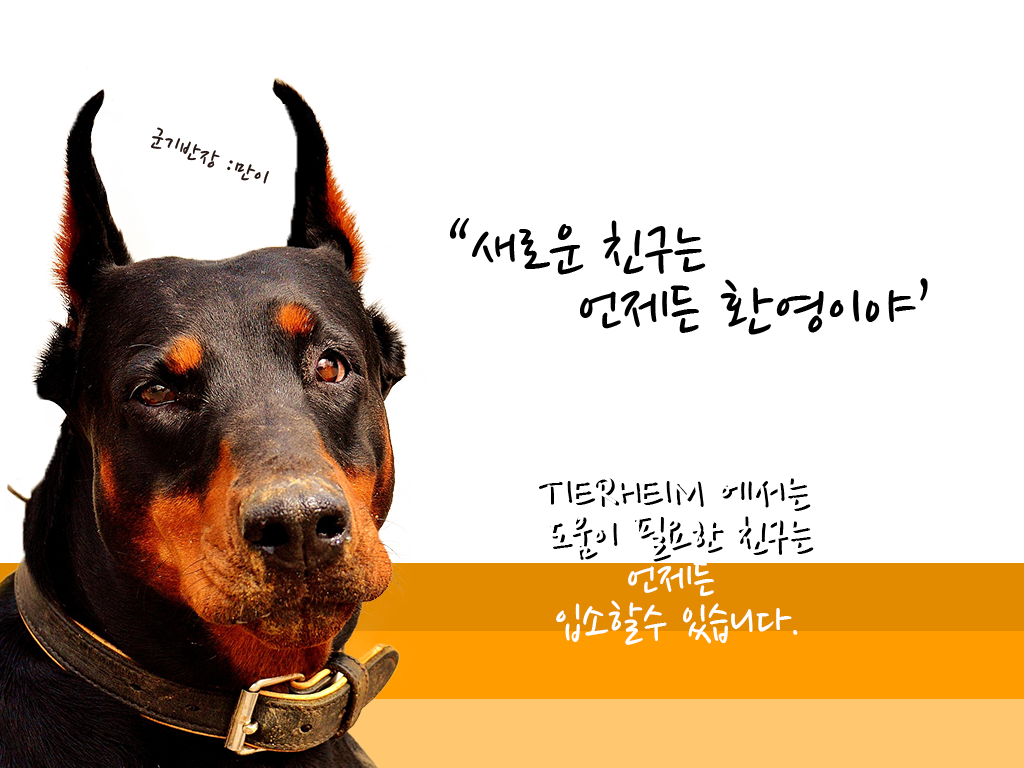 군기반장 :만이
“새로운 친구는
언제든 환영이야’
TIERHEIM 에서는
도움이 필요한 친구는
언제든
입소할수 있습니다.